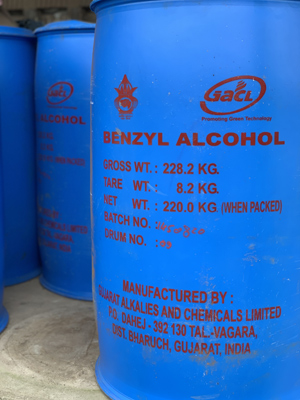 GACL
Promoting Green Technology
BENZYL ALCOHOL
GROSS WT. : 228.2 KG.
TARE WT. : 8.2 KG.
NET WT. : 220.0 KG. (WHEN PACKED)
BATCH NO.
DRUM NO. :
MANUFACTURED BY :
GUJARAT ALKALIES AND CHEMICALS LIMITED
P.O. DAHEJ - 392 130 TAL.-VAGARA,
DIST. BHARUCH, GUJARAT, INDIA
ALCOHOL